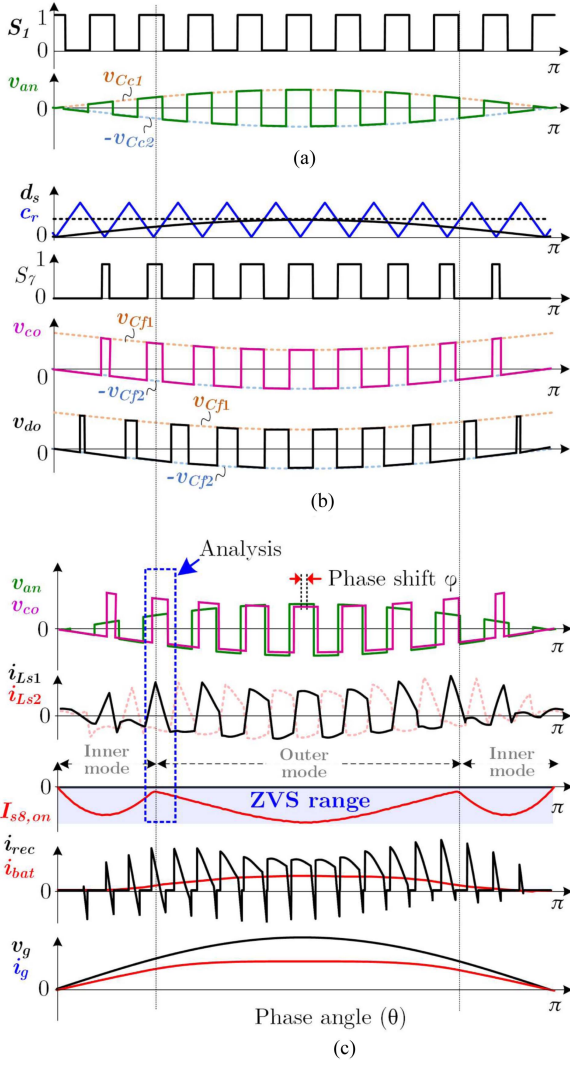 1
S1
0
π
vCc1
van
0
π
-vCc2
(a)
ds
cr
0
π
1
S7
0
π
vCf1
vco
0
π
-vCf2
vCf1
vdo
0
π
-vCf2
(b)
Analysis
Phase shift φ
van
vco
0
π
iLs1
iLs2
0
π
Inner mode
Outer mode
Inner mode
0
ZVS range
π
Is8,on
irec
ibat
0
π
vg
ig
0
π
Phase angle (θ)
(c)